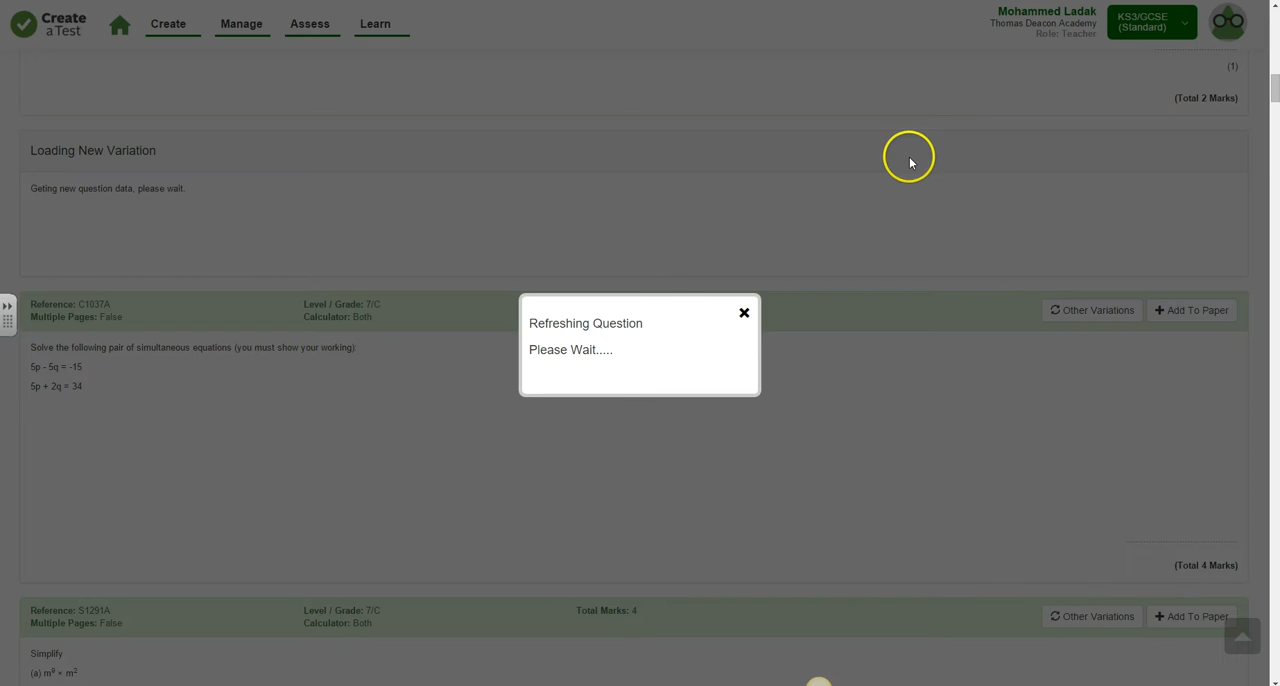 Create
a Test
Create
Manage
Assess
Learn
Mohammed Ladak
Thomas Deacon Academy
Role: Teacher
KS3/GCSE
(Standard)
(1)
(Total 2 Marks)
Loading New Variation
Geting new question data, please wait.
Reference: C1037A
Multiple Pages: False
Level / Grade: 7/C
Calculator: Both
Other Variations
Add To Paper
Refreshing Question
Please Wait.....
Solve the following pair of simultaneous equations (you must show your working):
5p - 5q = -15
5p + 2q = 34
(Total 4 Marks)
Reference: S1291A
Multiple Pages: False
Level / Grade: 7/C
Calculator: Both
Total Marks: 4
Other Variations
Add To Paper
Simplify
(a) m⁹ × m²